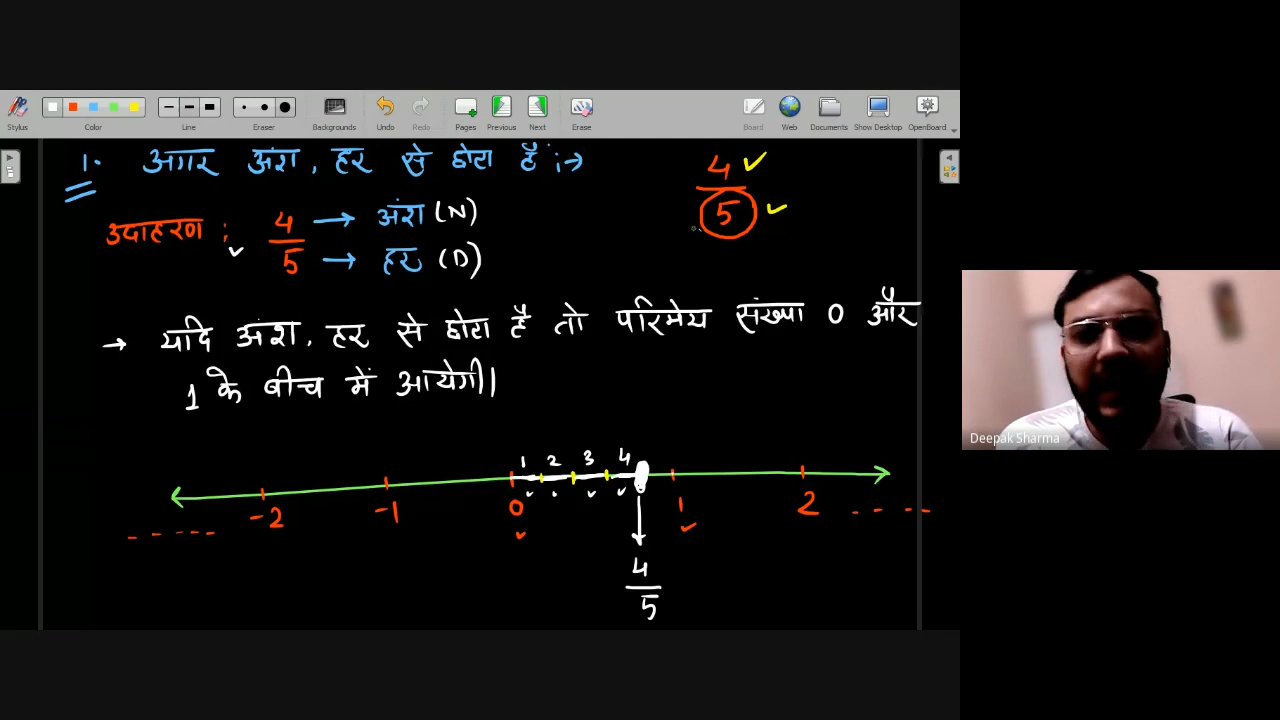 Stylus Color Line Eraser Backgrounds Undo Redo Pages Previous Next Erase Board Web Documents Show Desktop OpenBoard
1. अगर अंश, हर से छोटा है :→
4
5
उदाहरण : 4 → अंश (N)
5 → हर (D)
→ यदि अंश, हर से छोटा है तो परिमेय संख्या 0 और
1 के बीच में आयेगी।
1 2 3 4
-2 -1 0 1 2
4
5
Deepak Sharma